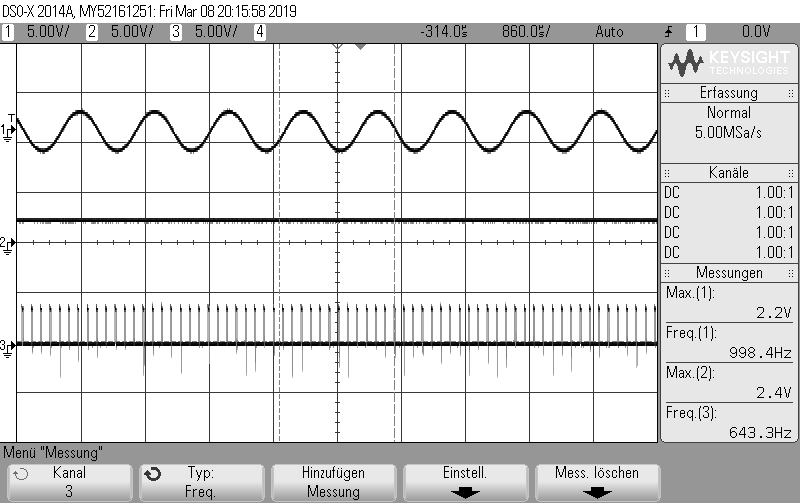 DSO-X 2014A, MY52161251: Fri Mar 08 20:15:58 2019
1 5.00V/ 2 5.00V/ 3 5.00V/ 4 -314.0µs 860.0µs/ Auto 1 0.0V
KEYSIGHT
TECHNOLOGIES
Erfassung
Normal
5.00MSa/s
Kanäle
DC 1.00:1
DC 1.00:1
DC 1.00:1
DC 1.00:1
Messungen
Max.(1):
2.2V
Freq.(1):
998.4Hz
Max.(2):
2.4V
Freq.(3):
643.3Hz
T
1
2
3
Menü "Messung"
Kanal
3
Typ:
Freq.
Hinzufügen
Messung
Einstell.
Mess. löschen